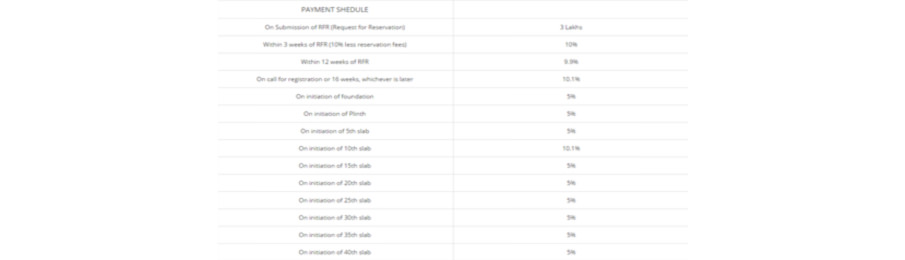 PAYMENT SHEDULE
On Submission of RFR (Request for Reservation) 3 Lakhs
Within 3 weeks of RFR (10% less reservation fees) 10%
Within 12 weeks of RFR 9.9%
On call for registration or 16 weeks, whichever is later 10.1%
On initiation of foundation 5%
On initiation of Plinth 5%
On initiation of 5th slab 5%
On initiation of 10th slab 10.1%
On initiation of 15th slab 5%
On initiation of 20th slab 5%
On initiation of 25th slab 5%
On initiation of 30th slab 5%
On initiation of 35th slab 5%
On initiation of 40th slab 5%